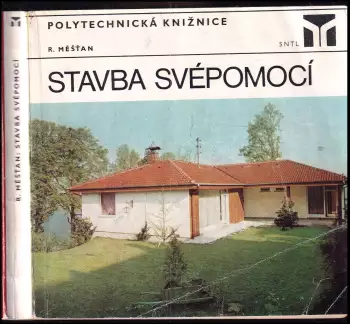 POLYTECHNICKÁ KNIŽNICE
R. MĚŠŤAN
SNTL
STAVBA SVÉPOMOCÍ
R. MĚŠŤAN: STAVBA SVÉPOMOCÍ